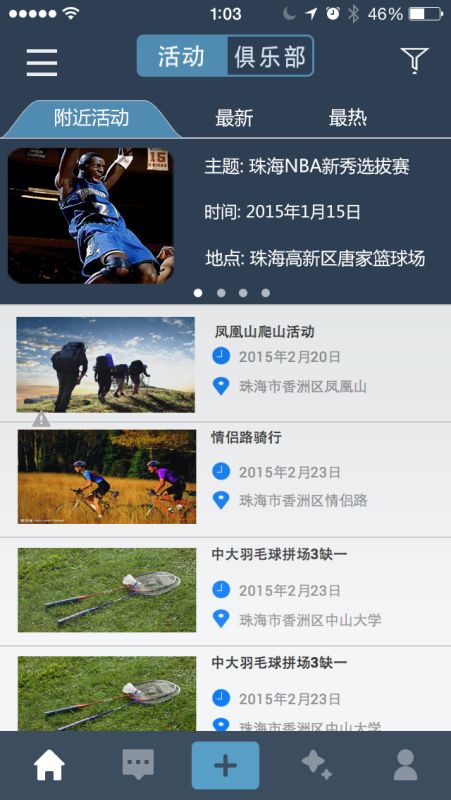 1:03
46%
活动
俱乐部
附近活动
最新
最热
主题: 珠海NBA新秀选拔赛
时间: 2015年1月15日
地点: 珠海高新区唐家篮球场
凤凰山爬山活动
2015年2月20日
珠海市香洲区凤凰山
情侣路骑行
2015年2月23日
珠海市香洲区情侣路
中大羽毛球拼场3缺一
2015年2月23日
珠海市香洲区中山大学
中大羽毛球拼场3缺一
2015年2月23日
珠海市香洲区中山大学